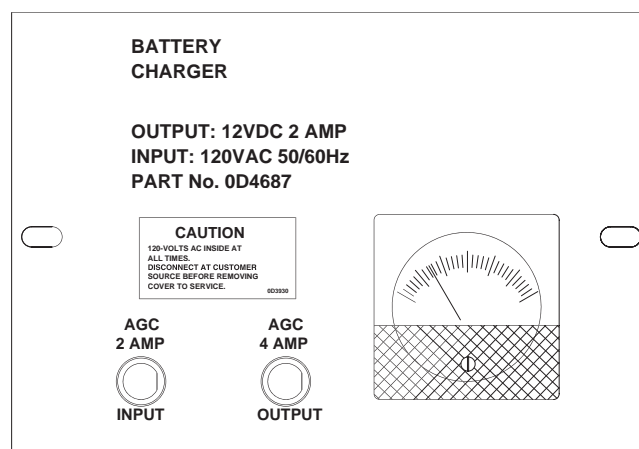 BATTERY
CHARGER
OUTPUT: 12VDC 2 AMP
INPUT: 120VAC 50/60Hz
PART No. 0D4687
CAUTION
120-VOLTS AC INSIDE AT
ALL TIMES.
DISCONNECT AT CUSTOMER
SOURCE BEFORE REMOVING
COVER TO SERVICE.
0D3930
AGC
2 AMP
INPUT
AGC
4 AMP
OUTPUT